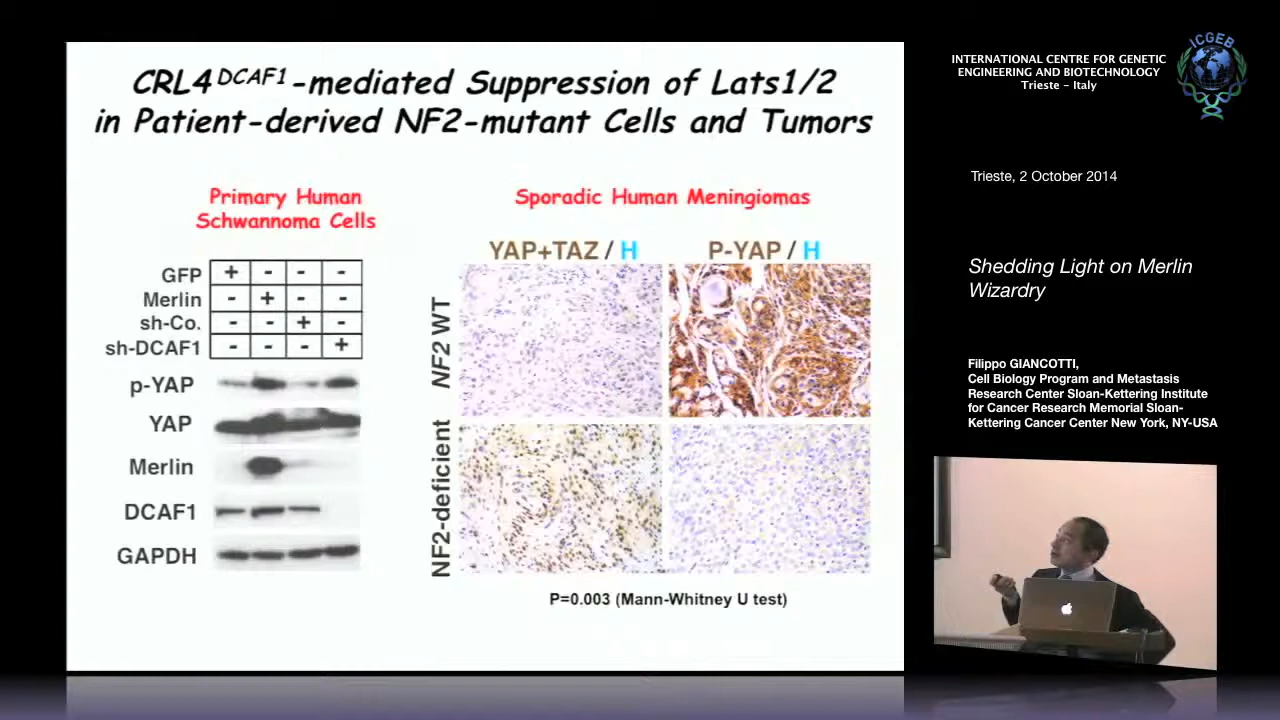 CRL4DCAF1-mediated Suppression of Lats1/2
in Patient-derived NF2-mutant Cells and Tumors
Primary Human
Schwannoma Cells
GFP + - - -
Merlin - + - -
sh-Co. - - + -
sh-DCAF1 - - - +
p-YAP
YAP
Merlin
DCAF1
GAPDH
Sporadic Human Meningiomas
YAP+TAZ / H P-YAP / H
NF2 WT
NF2-deficient
P=0.003 (Mann-Whitney U test)
INTERNATIONAL CENTRE FOR GENETIC
ENGINEERING AND BIOTECHNOLOGY
Trieste - Italy
ICGEB
Trieste, 2 October 2014
Shedding Light on Merlin
Wizardry
Filippo GIANCOTTI,
Cell Biology Program and Metastasis
Research Center Sloan-Kettering Institute
for Cancer Research Memorial Sloan-
Kettering Cancer Center New York, NY-USA